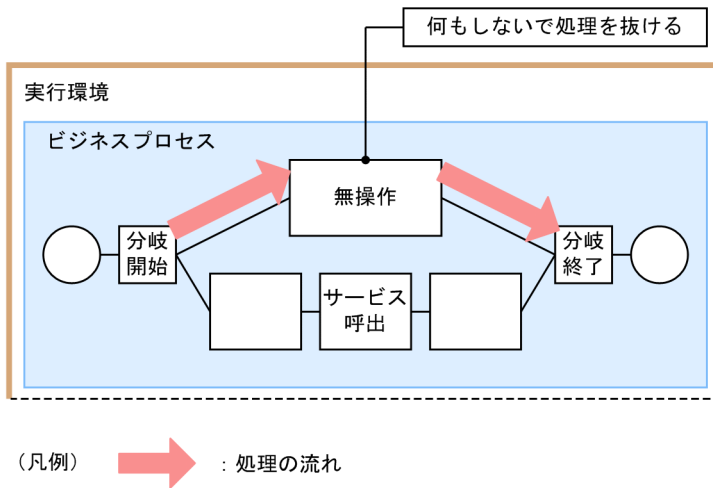 何もしないで処理を抜ける
実行環境
ビジネスプロセス
無操作
分岐
開始
分岐
終了
サービス
呼出
（凡例）
：処理の流れ